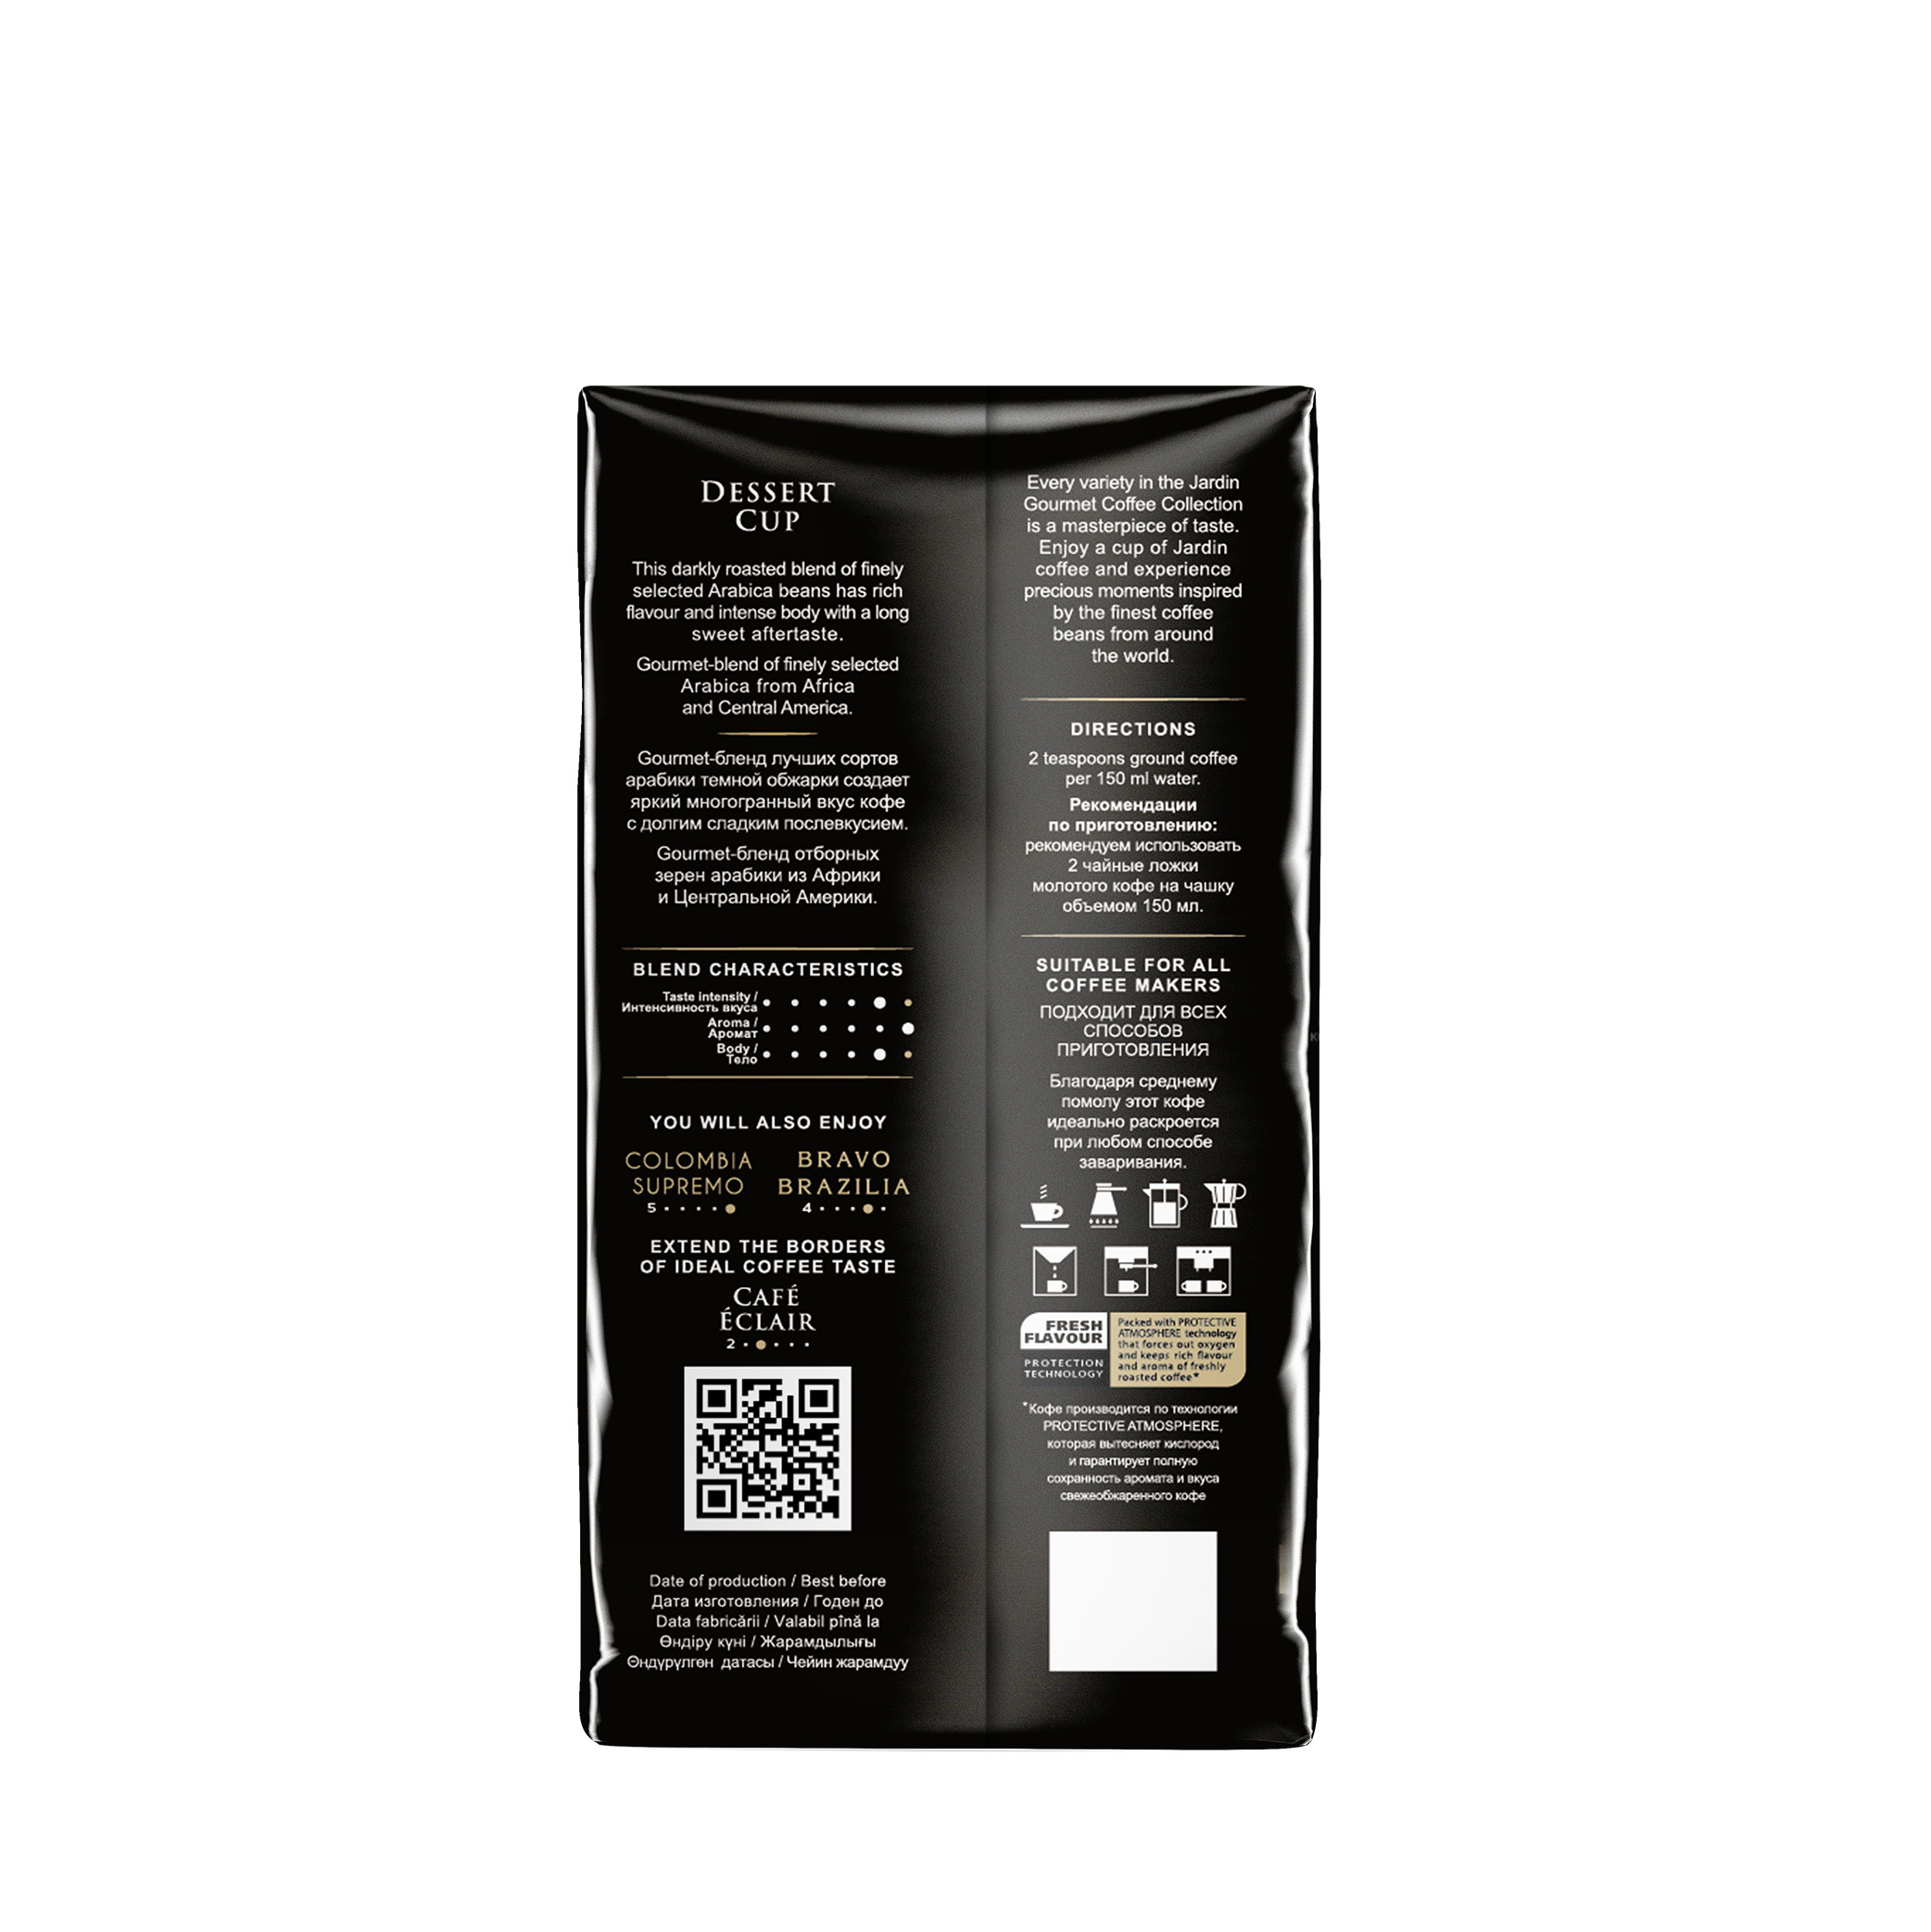 DESSERT
CUP
This darkly roasted blend of finely
selected Arabica beans has rich
flavour and intense body with a long
sweet aftertaste.
Gourmet-blend of finely selected
Arabica from Africa
and Central America.
Gourmet-бленд лучших сортов
арабики темной обжарки создает
яркий многогранный вкус кофе
с долгим сладким послевкусием.
Gourmet-бленд отборных
зерен арабики из Африки
и Центральной Америки.
BLEND CHARACTERISTICS
Taste intensity /
Интенсивность вкуса
Aroma /
Аромат
Body /
Тело
YOU WILL ALSO ENJOY
COLOMBIA
SUPREMO
5
BRAVO
BRAZILIA
4
EXTEND THE BORDERS
OF IDEAL COFFEE TASTE
CAFÉ
ÉCLAIR
2
Date of production / Best before
Дата изготовления / Годен до
Data fabricării / Valabil pînă la
Өндіру күні / Жарамдылығы
Өндүрүлгөн датасы / Чейин жарамдуу
Every variety in the Jardin
Gourmet Coffee Collection
is a masterpiece of taste.
Enjoy a cup of Jardin
coffee and experience
precious moments inspired
by the finest coffee
beans from around
the world.
DIRECTIONS
2 teaspoons ground coffee
per 150 ml water.
Рекомендации
по приготовлению:
рекомендуем использовать
2 чайные ложки
молотого кофе на чашку
объемом 150 мл.
SUITABLE FOR ALL
COFFEE MAKERS
ПОДХОДИТ ДЛЯ ВСЕХ
СПОСОБОВ
ПРИГОТОВЛЕНИЯ
Благодаря среднему
помолу этот кофе
идеально раскроется
при любом способе
заваривания.
FRESH
FLAVOUR
PROTECTION
TECHNOLOGY
Packed with PROTECTIVE
ATMOSPHERE technology
that forces out oxygen
and keeps rich flavour
and aroma of freshly
roasted coffee*
*Кофе производится по технологии
PROTECTIVE ATMOSPHERE,
которая вытесняет кислород
и гарантирует полную
сохранность аромата и вкуса
свежеобжаренного кофе